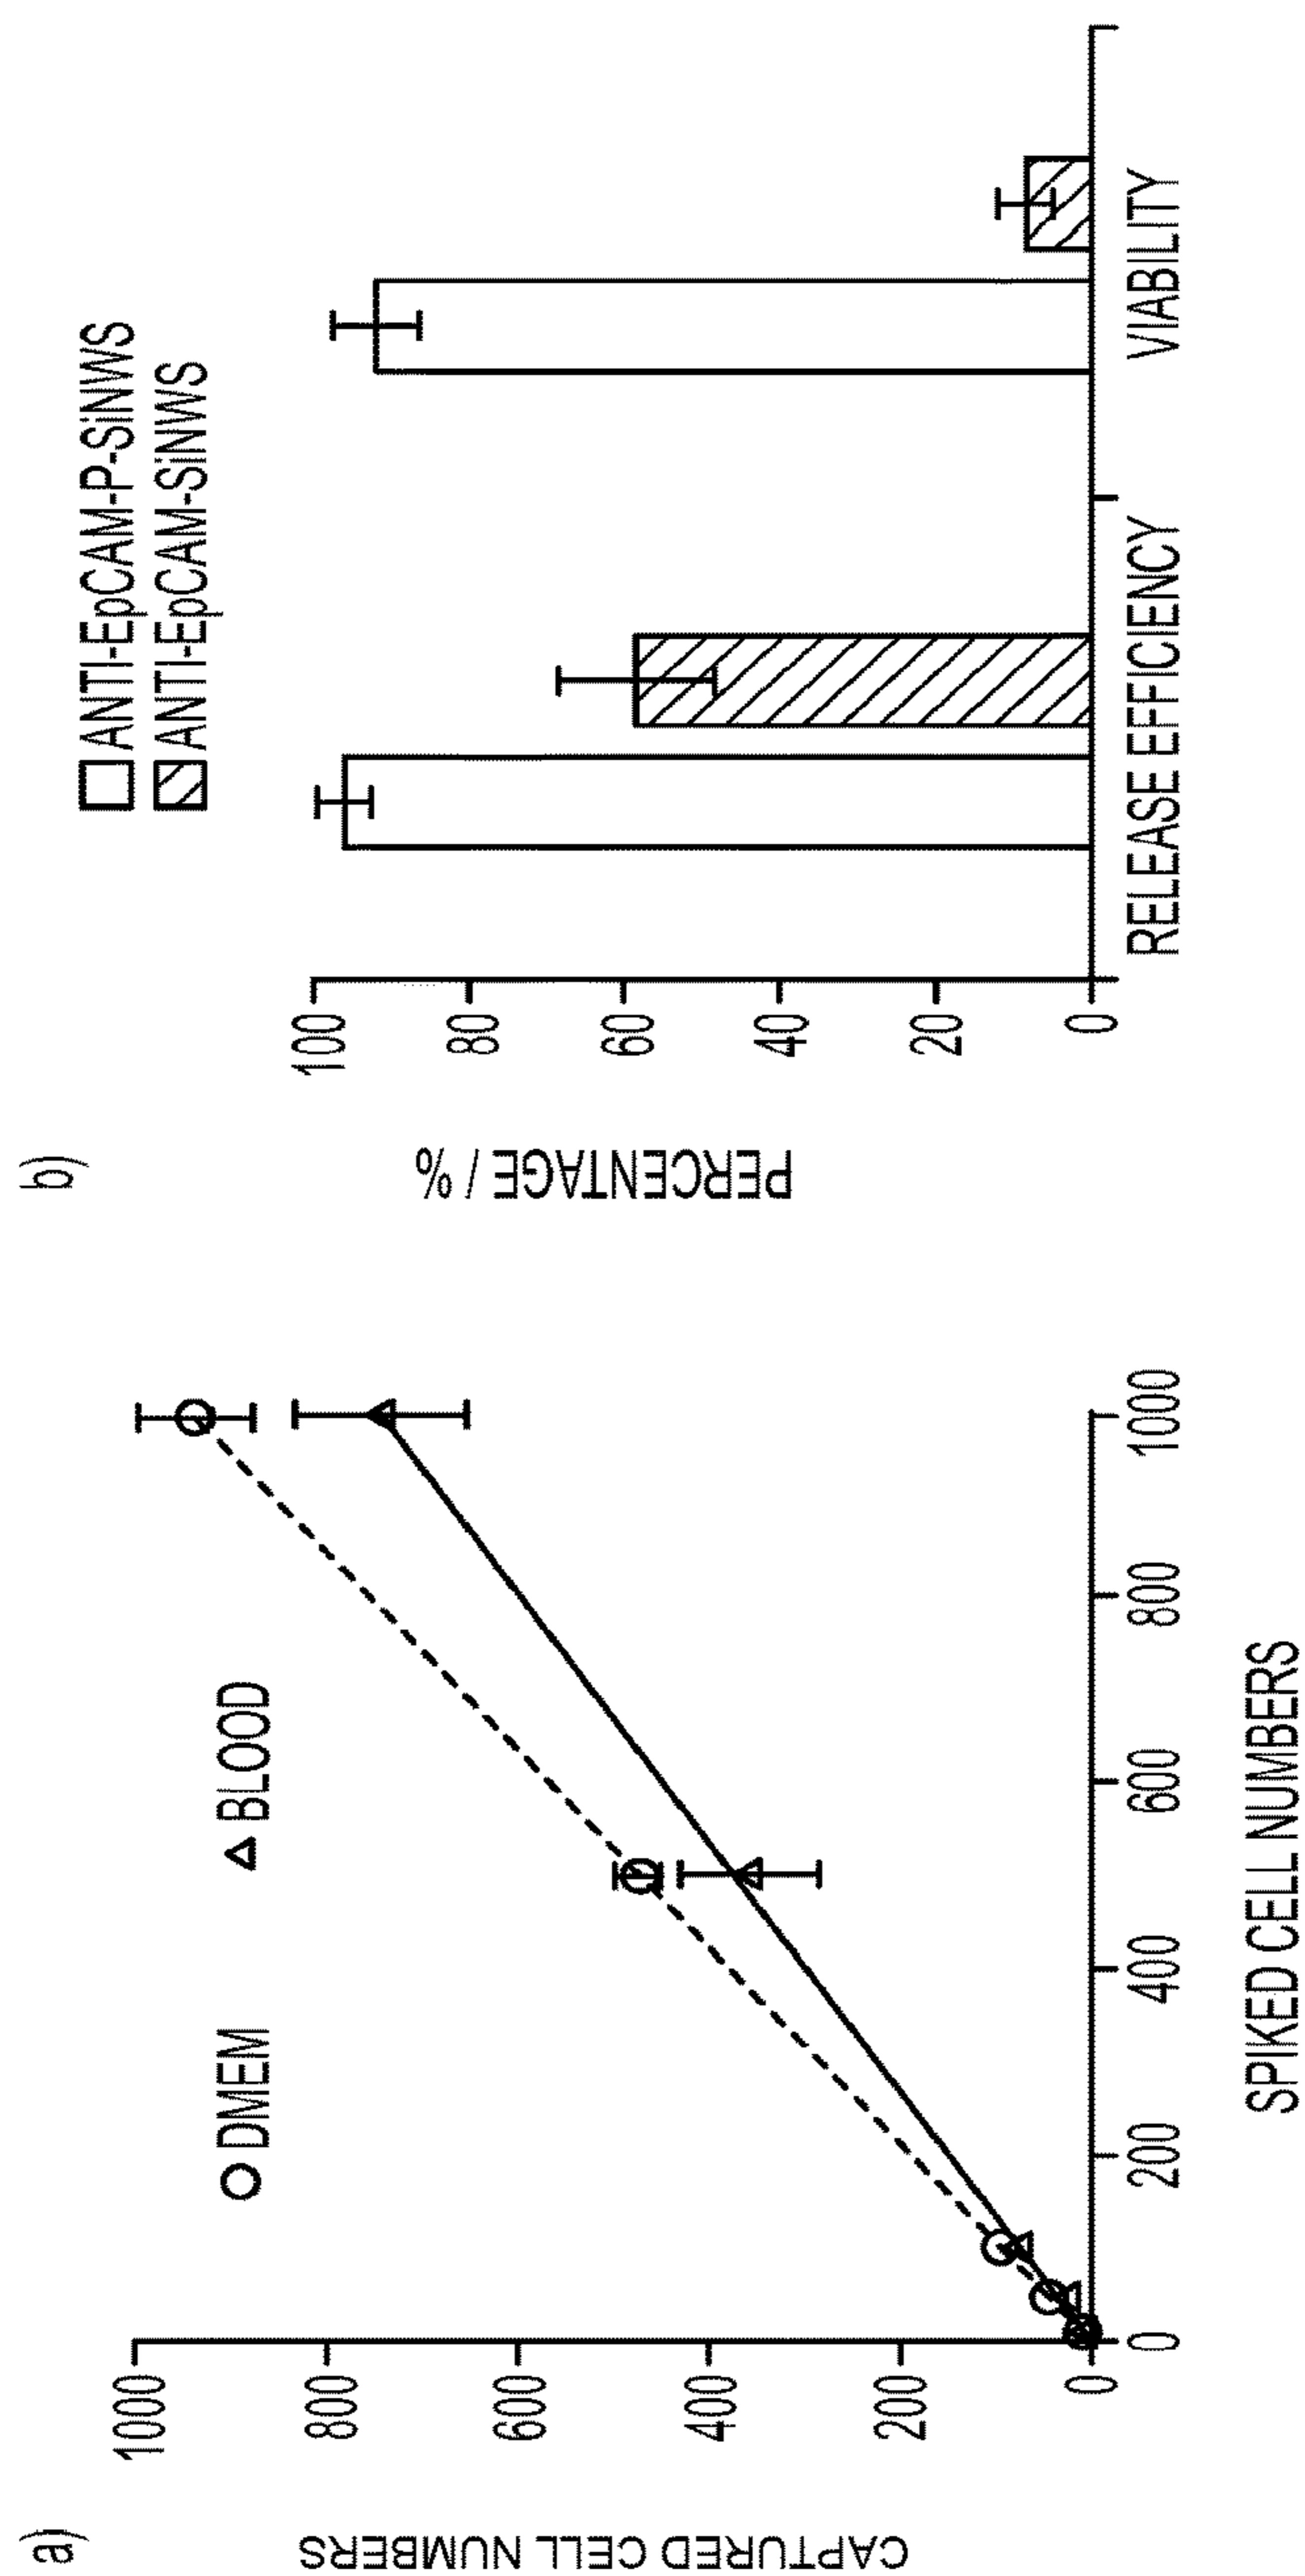 a)
CAPTURED CELL NUMBERS
1000
800
600
400
200
0
DMEM
BLOOD
0 200 400 600 800 1000
SPIKED CELL NUMBERS
b)
ANTI-EpCAM-P-SiNWS
ANTI-EpCAM-SiNWS
PERCENTAGE / %
100
80
60
40
20
0
RELEASE EFFICIENCY VIABILITY